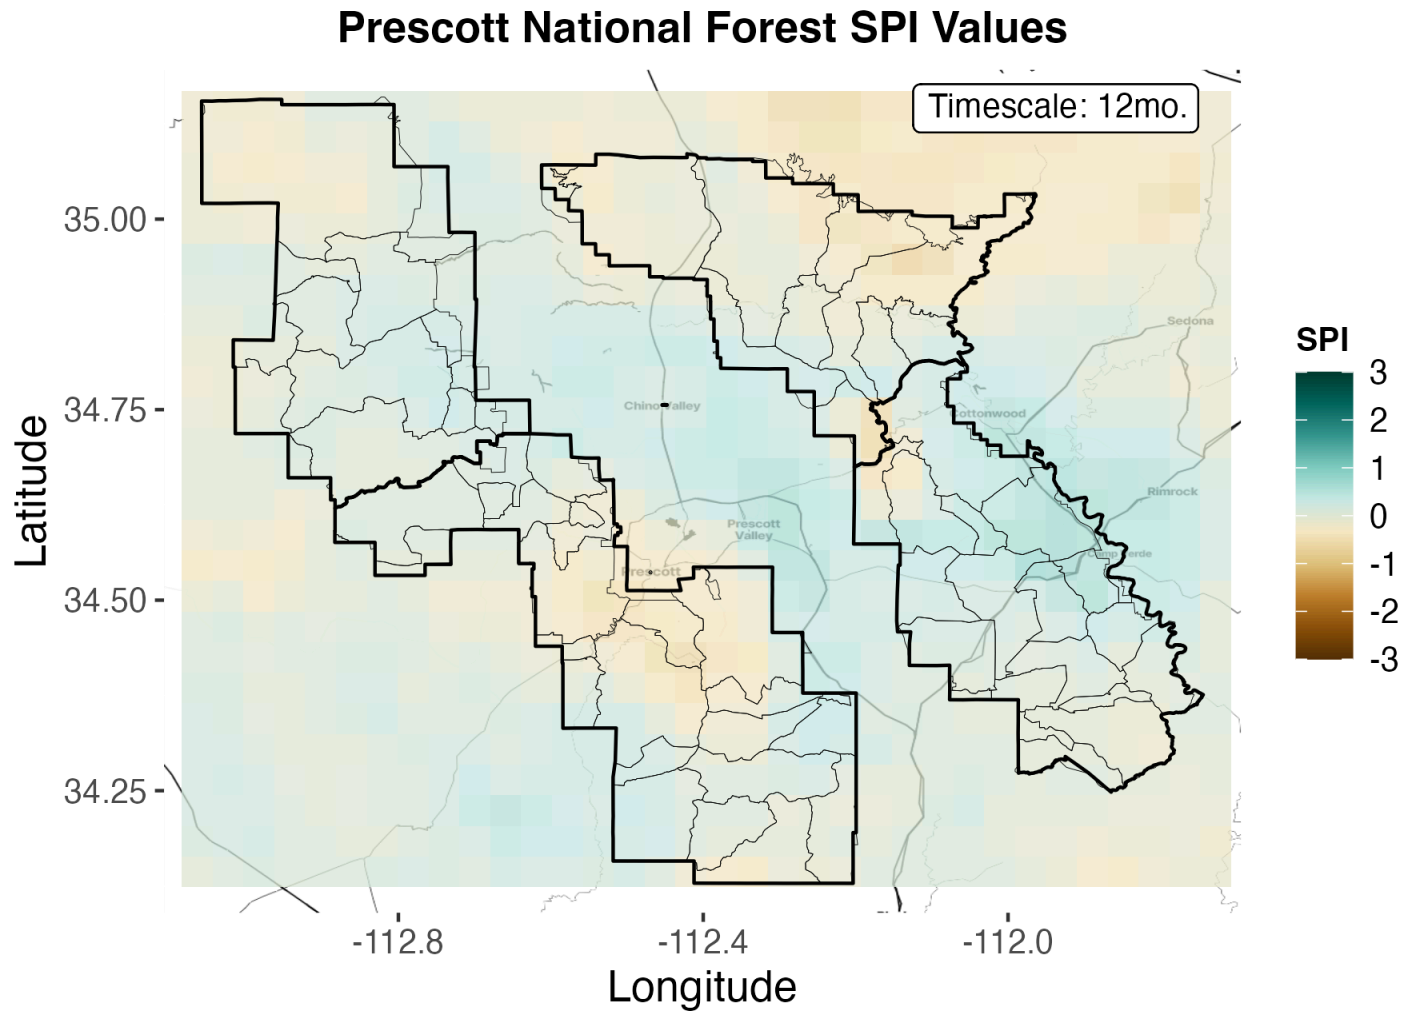 Prescott National Forest SPI Values
Timescale: 12mo.
35.00
34.75
34.50
34.25
Latitude
Sedona
Chino Valley
Cottonwood
Rimrock
Prescott
Valley
Camp Verde
Prescott
SPI
3
2
1
0
-1
-2
-3
-112.8
-112.4
-112.0
Longitude